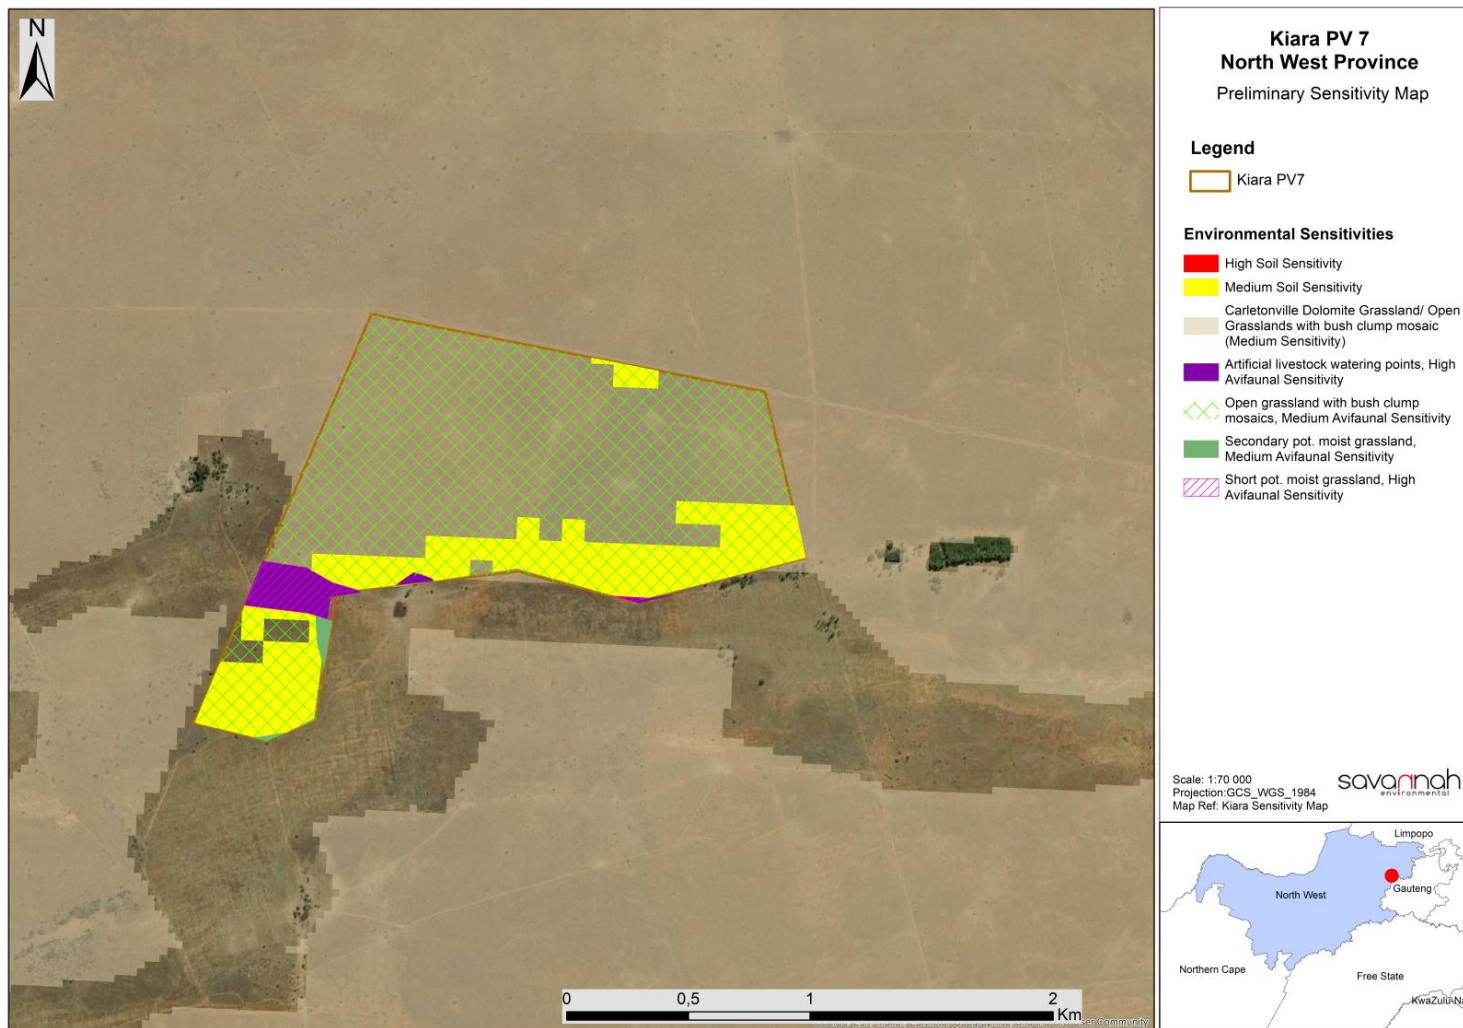 N
Kiara PV 7
North West Province
Preliminary Sensitivity Map
Legend
Kiara PV7
Environmental Sensitivities
High Soil Sensitivity
Medium Soil Sensitivity
Carletonville Dolomite Grassland/ Open
Grasslands with bush clump mosaic
(Medium Sensitivity)
Artificial livestock watering points, High
Avifaunal Sensitivity
Open grassland with bush clump
mosaics, Medium Avifaunal Sensitivity
Secondary pot. moist grassland,
Medium Avifaunal Sensitivity
Short pot. moist grassland, High
Avifaunal Sensitivity
Scale: 1:70 000
Projection:GCS_WGS_1984
Map Ref: Kiara Sensitivity Map
savannah
environmental
Limpopo
North West
Gauteng
Northern Cape
Free State
KwaZulu-Na
0 0,5 1 2
Km
Community